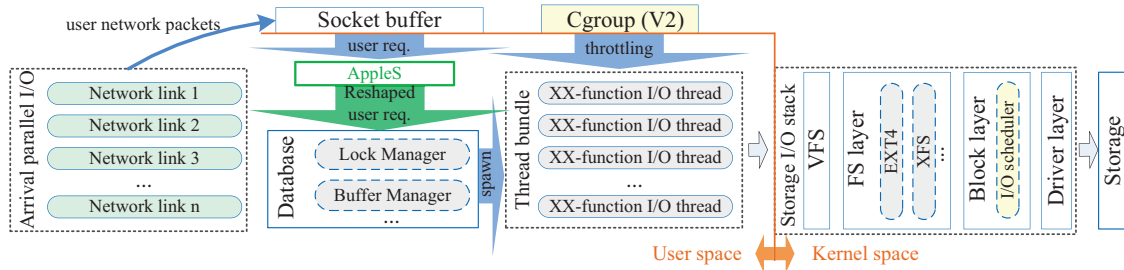 user network packets
Socket buffer
Cgroup (V2)
user req.
throttling
AppleS
Reshaped
user req.
Arrival parallel I/O
Network link 1
Network link 2
Network link 3
...
Network link n
Database
Lock Manager
Buffer Manager
...
spawn
Thread bundle
XX-function I/O thread
XX-function I/O thread
XX-function I/O thread
...
XX-function I/O thread
Storage I/O stack
VFS
FS layer
EXT4
XFS
...
Block layer
I/O scheduler
Driver layer
Storage
User space
Kernel space